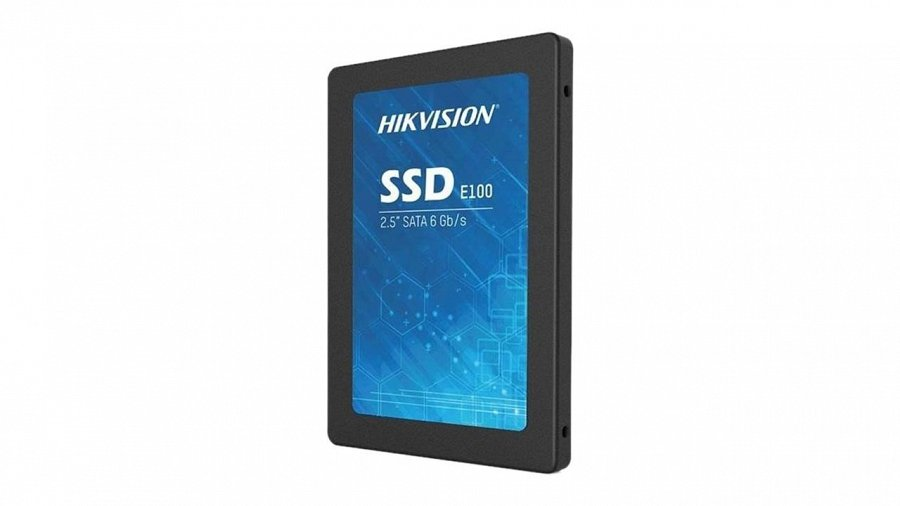 HIKVISION®
SSD E100
2.5" SATA 6 Gb/s